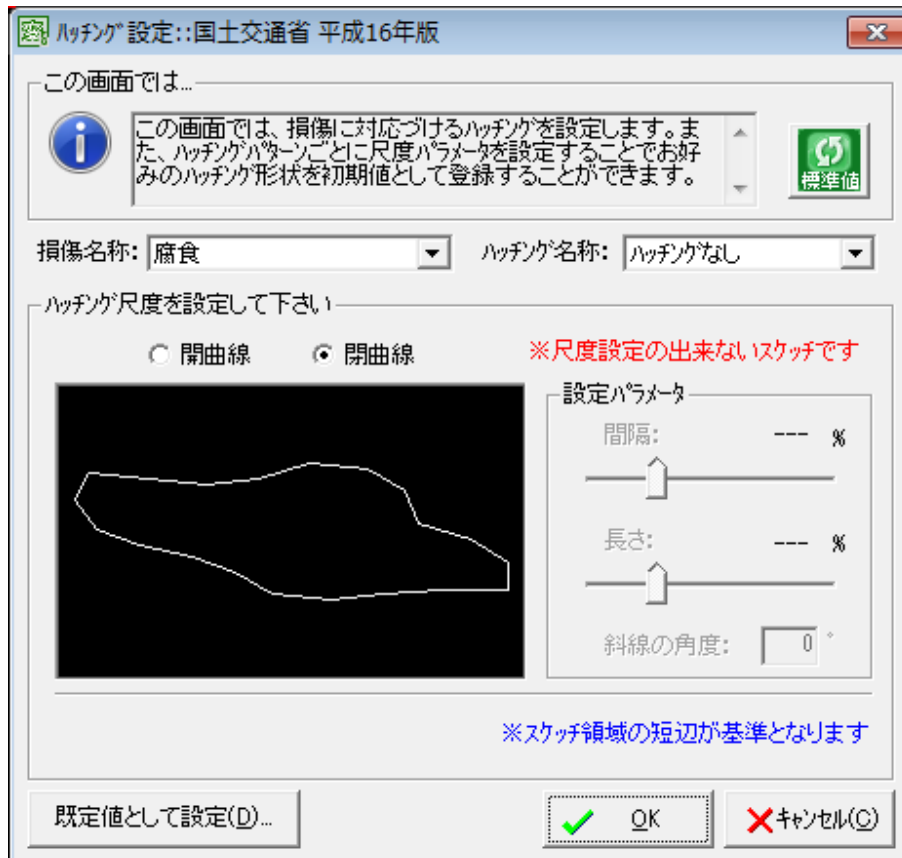 ﾊｯﾁﾝｸﾞ設定::国土交通省 平成16年版
この画面では...
この画面では、損傷に対応づけるﾊｯﾁﾝｸﾞを設定します。ま
た、ﾊｯﾁﾝｸﾞﾊﾟﾀｰﾝごとに尺度ﾊﾟﾗﾒｰﾀを設定することでお好
みのﾊｯﾁﾝｸﾞ形状を初期値として登録することができます。
標準値
損傷名称: 腐食 ﾊｯﾁﾝｸﾞ名称: ﾊｯﾁﾝｸﾞなし
ﾊｯﾁﾝｸﾞ尺度を設定して下さい
開曲線 閉曲線 ※尺度設定の出来ないｽｹｯﾁです
設定ﾊﾟﾗﾒｰﾀ
間隔: --- %
長さ: --- %
斜線の角度: 0 °
※ｽｹｯﾁ領域の短辺が基準となります
既定値として設定(D)... OK ｷｬﾝｾﾙ(C)